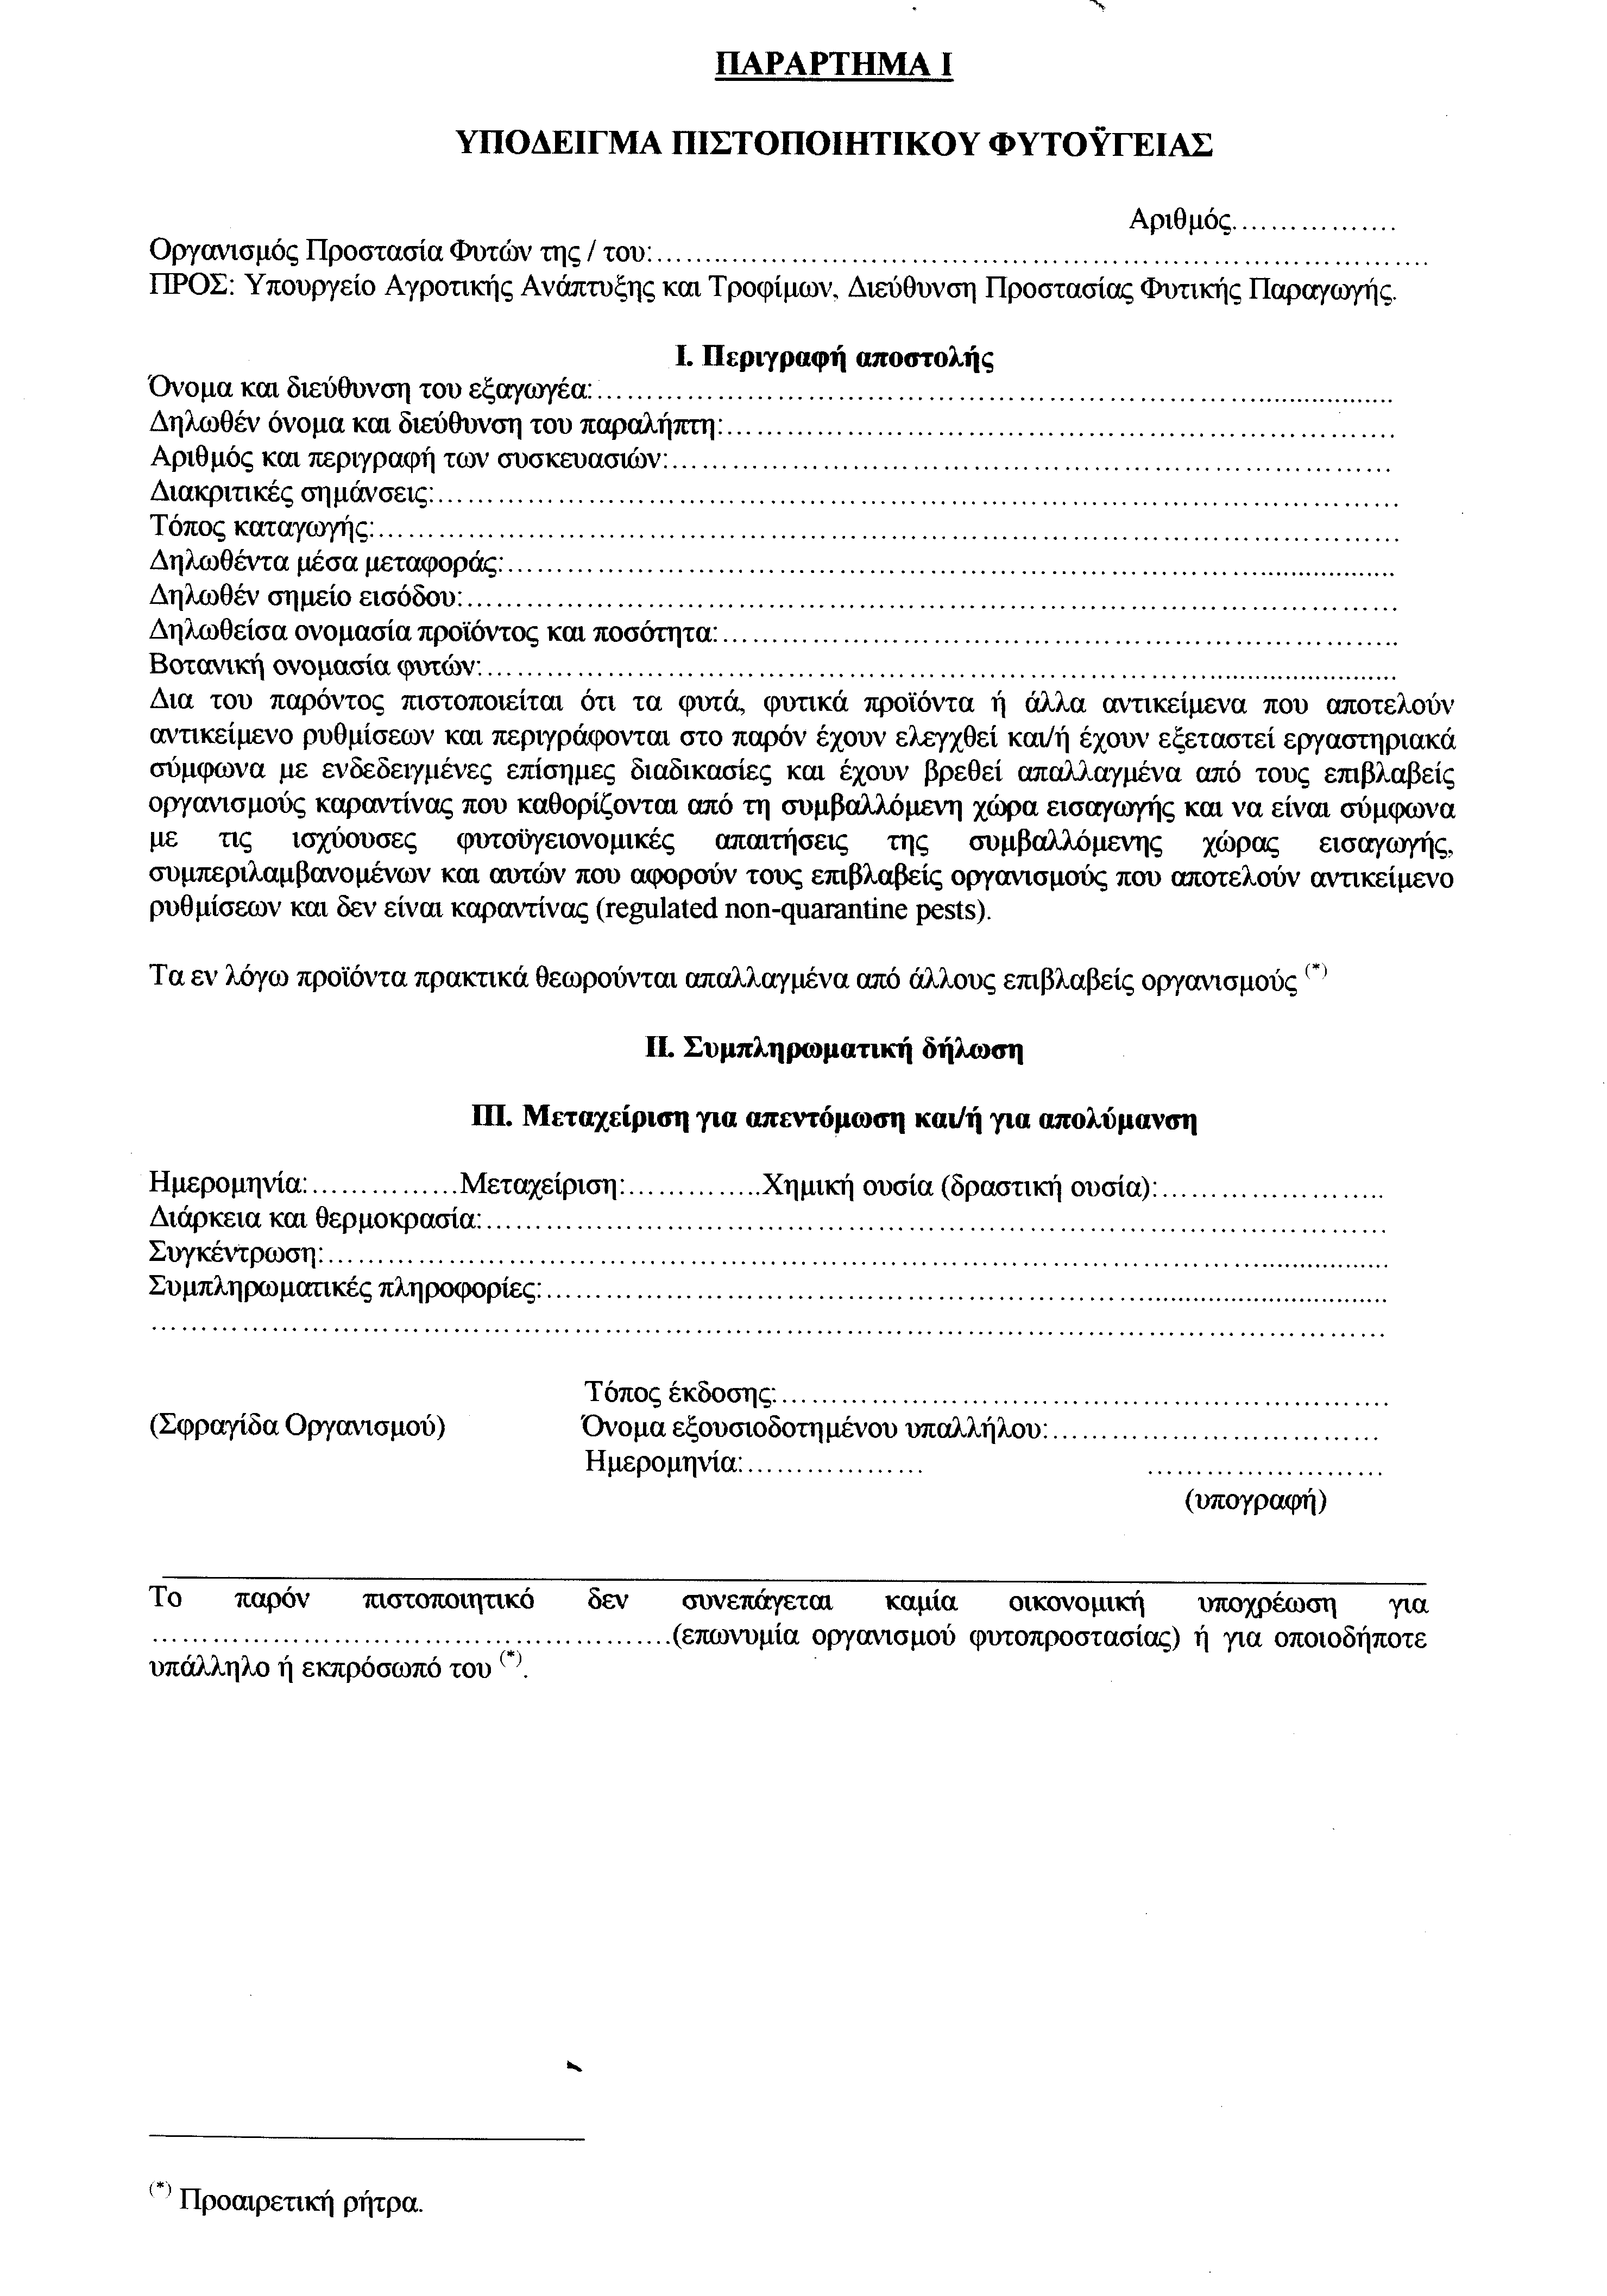 ΠΑΡΑΡΤΗΜΑ Ι
ΥΠΟΔΕΙΓΜΑ ΠΙΣΤΟΠΟΙΗΤΙΚΟΥ ΦΥΤΟΫΓΕΙΑΣ
Αριθμός................
Οργανισμός Προστασία Φυτών της / του:................................................................................
ΠΡΟΣ: Υπουργείο Αγροτικής Ανάπτυξης και Τροφίμων, Διεύθυνση Προστασίας Φυτικής Παραγωγής.
Ι. Περιγραφή αποστολής
Όνομα και διεύθυνση του εξαγωγέα:................................................................................
Δηλωθέν όνομα και διεύθυνση του παραλήπτη:................................................................................
Αριθμός και περιγραφή των συσκευασιών:................................................................................
Διακριτικές σημάνσεις:................................................................................
Τόπος καταγωγής:................................................................................
Δηλωθέντα μέσα μεταφοράς:................................................................................
Δηλωθέν σημείο εισόδου:................................................................................
Δηλωθείσα ονομασία προϊόντος και ποσότητα:................................................................................
Βοτανική ονομασία φυτών:................................................................................
Δια του παρόντος πιστοποιείται ότι τα φυτά, φυτικά προϊόντα ή άλλα αντικείμενα που αποτελούν
αντικείμενο ρυθμίσεων και περιγράφονται στο παρόν έχουν ελεγχθεί και/ή έχουν εξεταστεί εργαστηριακά
σύμφωνα με ενδεδειγμένες επίσημες διαδικασίες και έχουν βρεθεί απαλλαγμένα από τους επιβλαβείς
οργανισμούς καραντίνας που καθορίζονται από τη συμβαλλόμενη χώρα εισαγωγής και να είναι σύμφωνα
με τις ισχύουσες φυτοϋγειονομικές απαιτήσεις της συμβαλλόμενης χώρας εισαγωγής,
συμπεριλαμβανομένων και αυτών που αφορούν τους επιβλαβείς οργανισμούς που αποτελούν αντικείμενο
ρυθμίσεων και δεν είναι καραντίνας (regulated non-quarantine pests).
Τα εν λόγω προϊόντα πρακτικά θεωρούνται απαλλαγμένα από άλλους επιβλαβείς οργανισμούς (*)
ΙΙ. Συμπληρωματική δήλωση
ΙΙΙ. Μεταχείριση για απεντόμωση και/ή για απολύμανση
Ημερομηνία:................Μεταχείριση:...............Χημική ουσία (δραστική ουσία):........................
Διάρκεια και θερμοκρασία:................................................................................
Συγκέντρωση:................................................................................
Συμπληρωματικές πληροφορίες:................................................................................
................................................................................
Τόπος έκδοσης:................................................................
(Σφραγίδα Οργανισμού) Όνομα εξουσιοδοτημένου υπαλλήλου:....................................
Ημερομηνία:................... .........................
(υπογραφή)
Το παρόν πιστοποιητικό δεν συνεπάγεται καμία οικονομική υποχρέωση για
.........................................................(επωνυμία οργανισμού φυτοπροστασίας) ή για οποιοδήποτε
υπάλληλο ή εκπρόσωπό του (*).
(*) Προαιρετική ρήτρα.